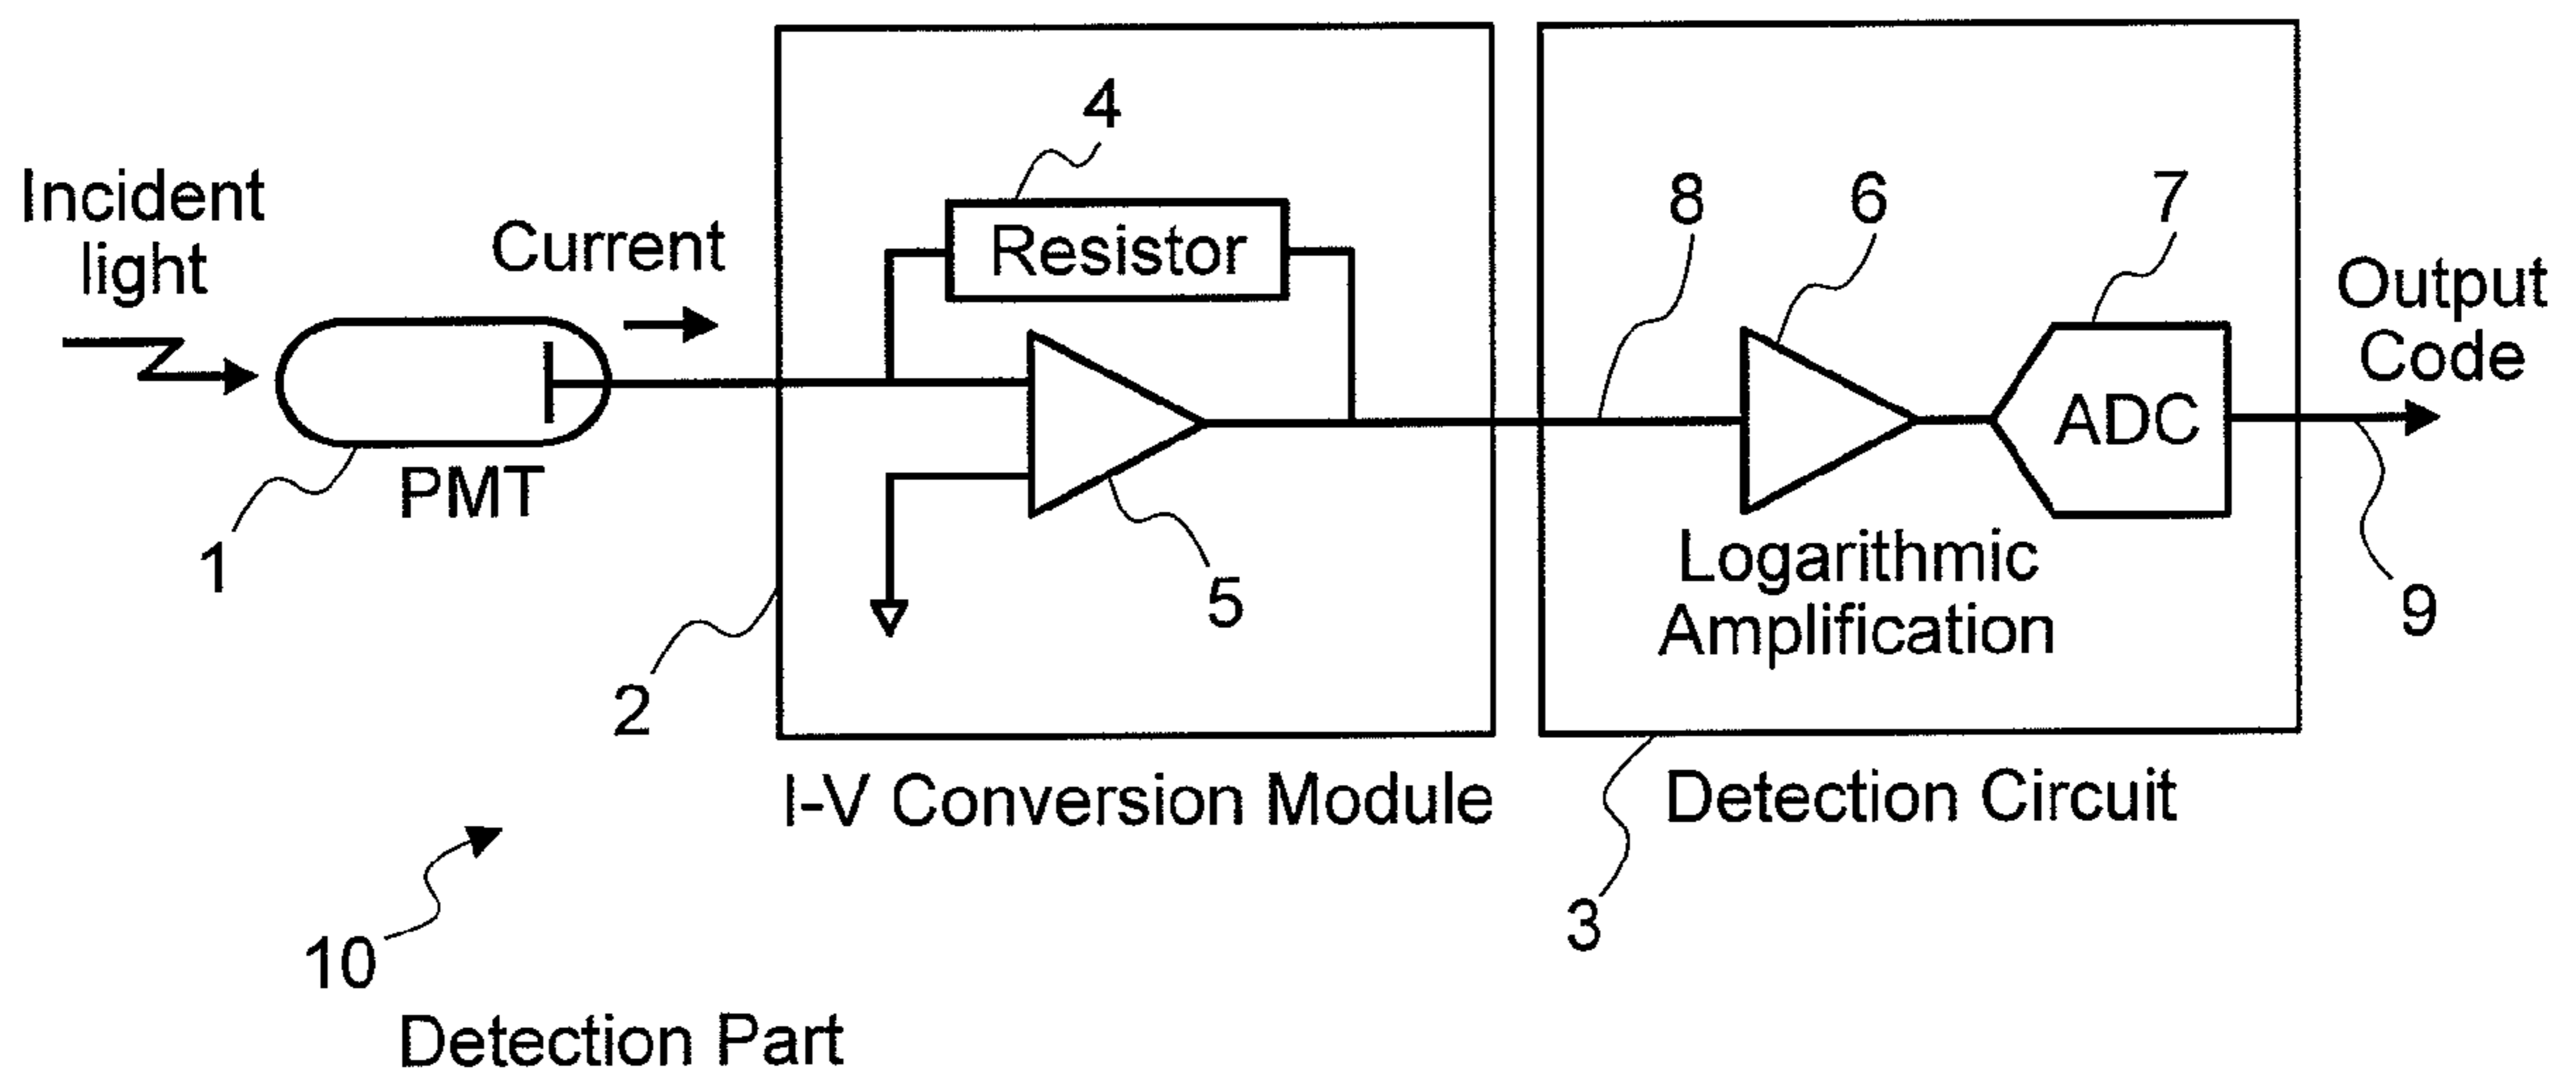 4
Incident
light
Current
Resistor
8
6
7
Output
Code
ADC
PMT
1
5
Logarithmic
Amplification
9
2
I-V Conversion Module
Detection Circuit
3
10
Detection Part